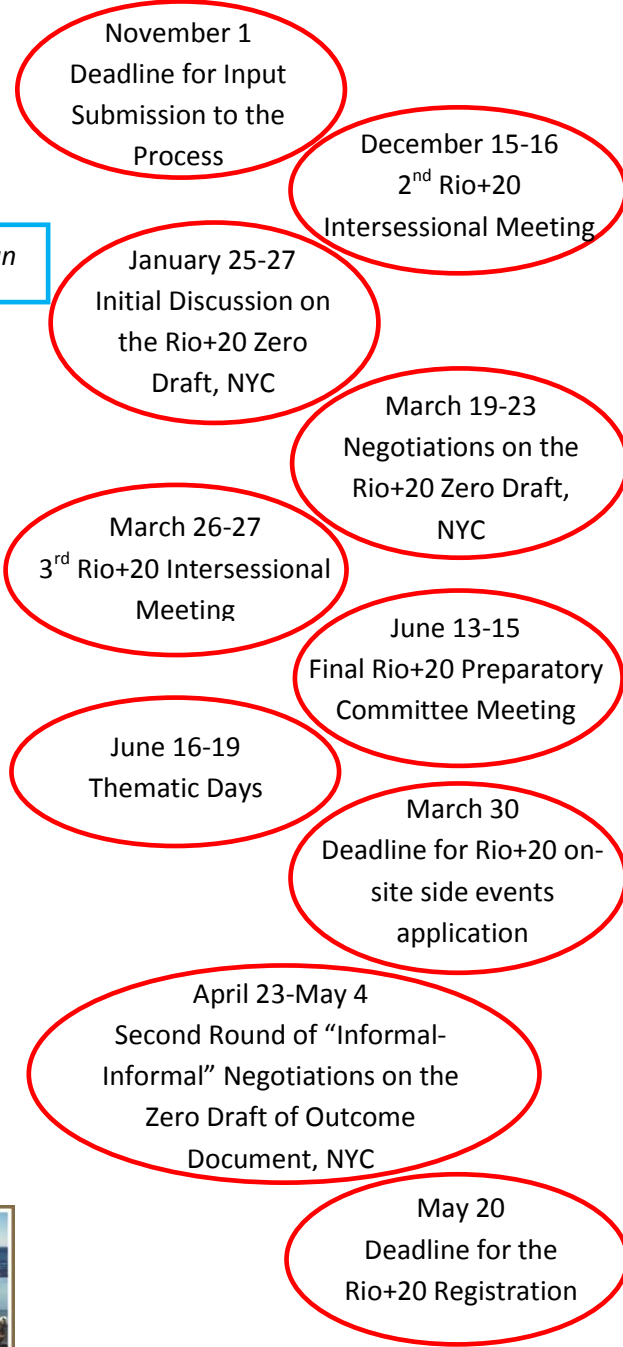 November 1
Deadline for Input
Submission to the
Process
December 15-16
2nd Rio+20
Intersessional Meeting
January 25-27
Initial Discussion on
the Rio+20 Zero
Draft, NYC
March 19-23
Negotiations on the
Rio+20 Zero Draft,
NYC
March 26-27
3rd Rio+20 Intersessional
Meeting
June 13-15
Final Rio+20 Preparatory
Committee Meeting
June 16-19
Thematic Days
March 30
Deadline for Rio+20 on-
site side events
application
April 23-May 4
Second Round of “Informal-
Informal” Negotiations on the
Zero Draft of Outcome
Document, NYC
May 20
Deadline for the
Rio+20 Registration